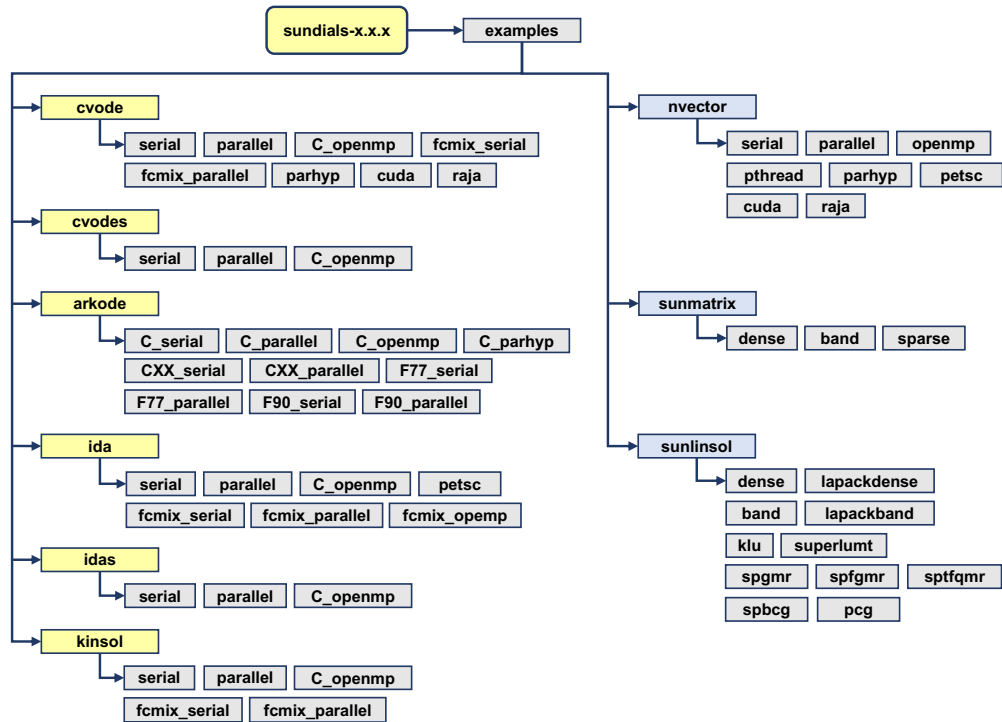 sundials-x.x.x examples
cvode
serial parallel C_openmp fcmix_serial
fcmix_parallel parhyp cuda raja
cvodes
serial parallel C_openmp
arkode
C_serial C_parallel C_openmp C_parhyp
CXX_serial CXX_parallel F77_serial
F77_parallel F90_serial F90_parallel
ida
serial parallel C_openmp petsc
fcmix_serial fcmix_parallel fcmix_opemp
idas
serial parallel C_openmp
kinsol
serial parallel C_openmp
fcmix_serial fcmix_parallel
nvector
serial parallel openmp
pthread parhyp petsc
cuda raja
sunmatrix
dense band sparse
sunlinsol
dense lapackdense
band lapackband
klu superlumt
spgmr spfgmr sptfqmr
spbcg pcg